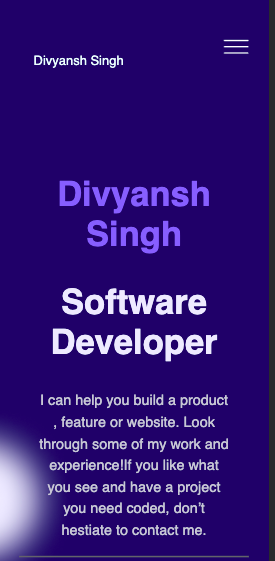 Divyansh Singh
Divyansh
Singh
Software
Developer
I can help you build a product
, feature or website. Look
through some of my work and
experience!If you like what
you see and have a project
you need coded, don’t
hestiate to contact me.